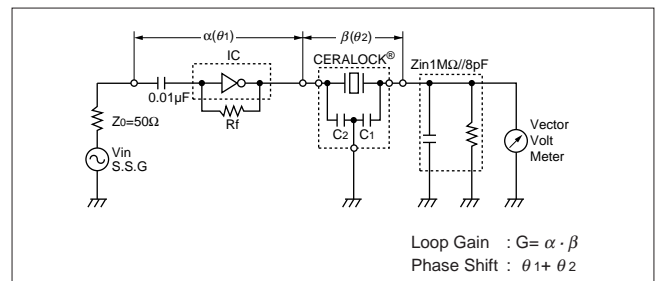 α(θ1)
β(θ2)
IC
CERALOCK®
Zin1MΩ//8pF
0.01µF
Z0=50Ω
Rf
C2
C1
Vector
Volt
Meter
Vin
S.S.G
Loop Gain : G= α · β
Phase Shift : θ1+ θ2